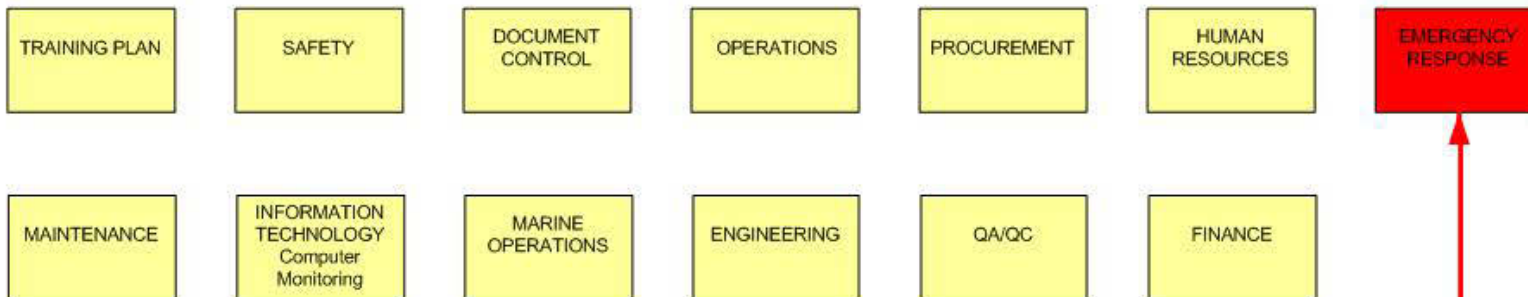 TRAINING PLAN
SAFETY
DOCUMENT
CONTROL
OPERATIONS
PROCUREMENT
HUMAN
RESOURCES
EMERGENCY
RESPONSE
MAINTENANCE
INFORMATION
TECHNOLOGY
Computer
Monitoring
MARINE
OPERATIONS
ENGINEERING
QA/QC
FINANCE